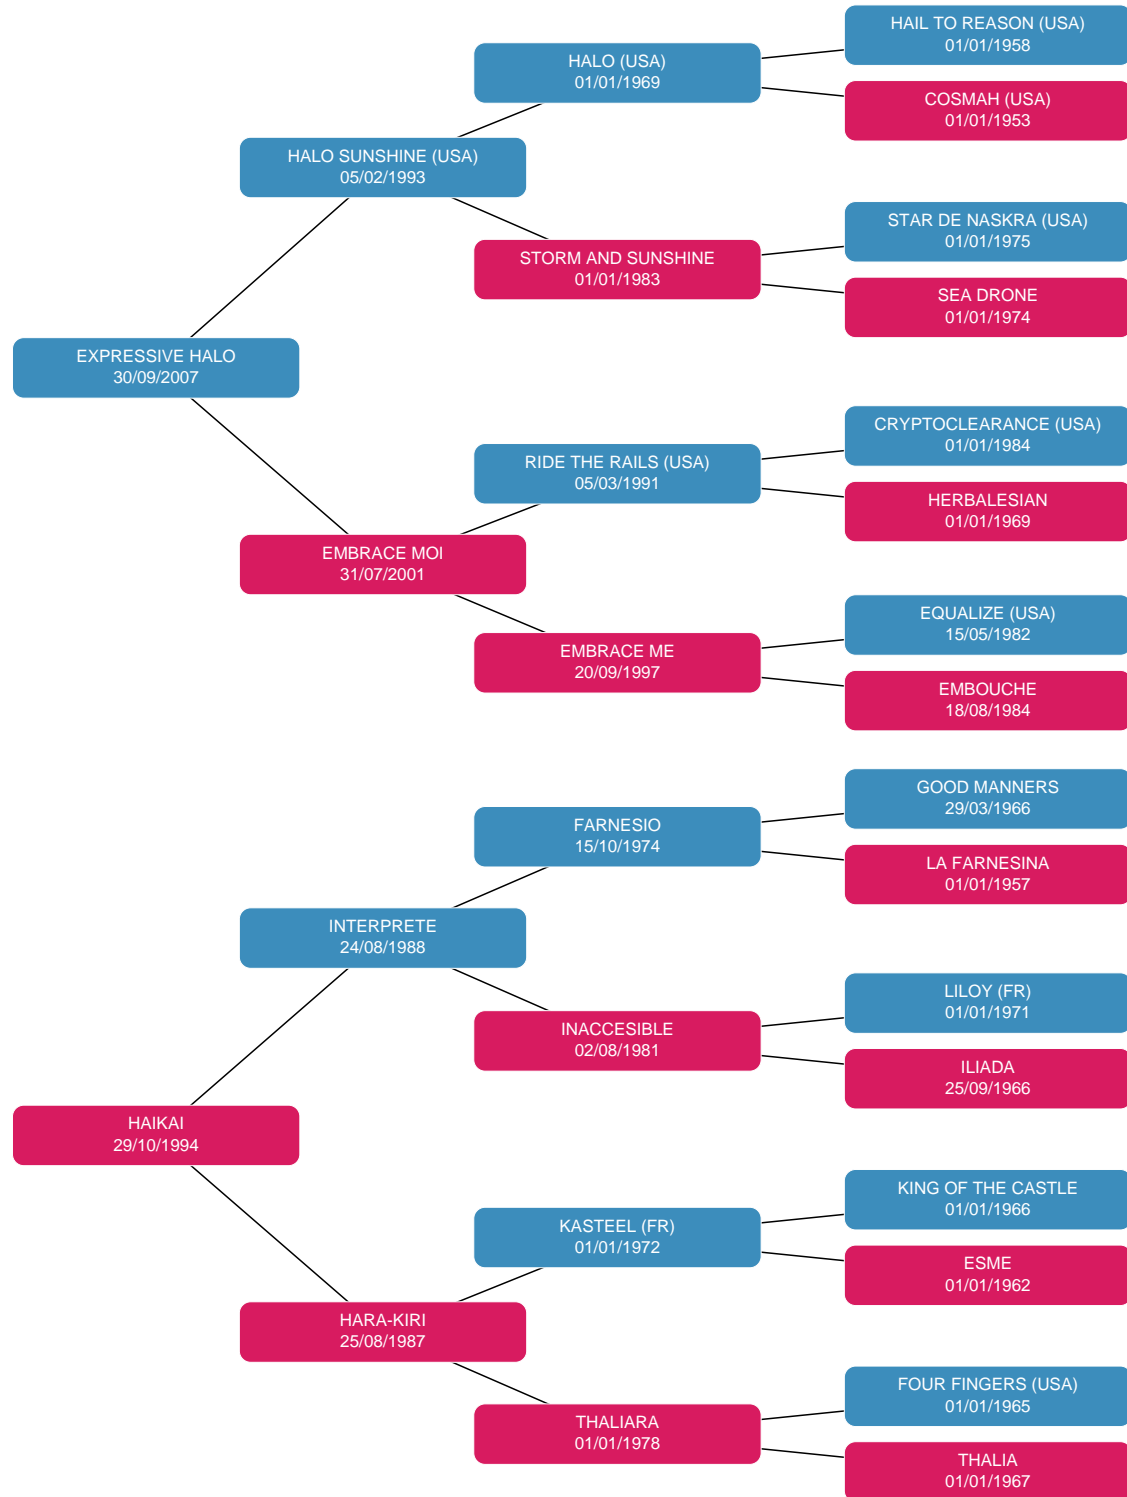 HAIL TO REASON (USA)
01/01/1958
HALO (USA)
01/01/1969
COSMAH (USA)
01/01/1953
HALO SUNSHINE (USA)
05/02/1993
STAR DE NASKRA (USA)
01/01/1975
STORM AND SUNSHINE
01/01/1983
SEA DRONE
01/01/1974
EXPRESSIVE HALO
30/09/2007
CRYPTOCLEARANCE (USA)
01/01/1984
RIDE THE RAILS (USA)
05/03/1991
HERBALESIAN
01/01/1969
EMBRACE MOI
31/07/2001
EQUALIZE (USA)
15/05/1982
EMBRACE ME
20/09/1997
EMBOUCHE
18/08/1984
GOOD MANNERS
29/03/1966
FARNESIO
15/10/1974
LA FARNESINA
01/01/1957
INTERPRETE
24/08/1988
LILOY (FR)
01/01/1971
INACCESIBLE
02/08/1981
ILIADA
25/09/1966
HAIKAI
29/10/1994
KING OF THE CASTLE
01/01/1966
KASTEEL (FR)
01/01/1972
ESME
01/01/1962
HARA-KIRI
25/08/1987
FOUR FINGERS (USA)
01/01/1965
THALIARA
01/01/1978
THALIA
01/01/1967